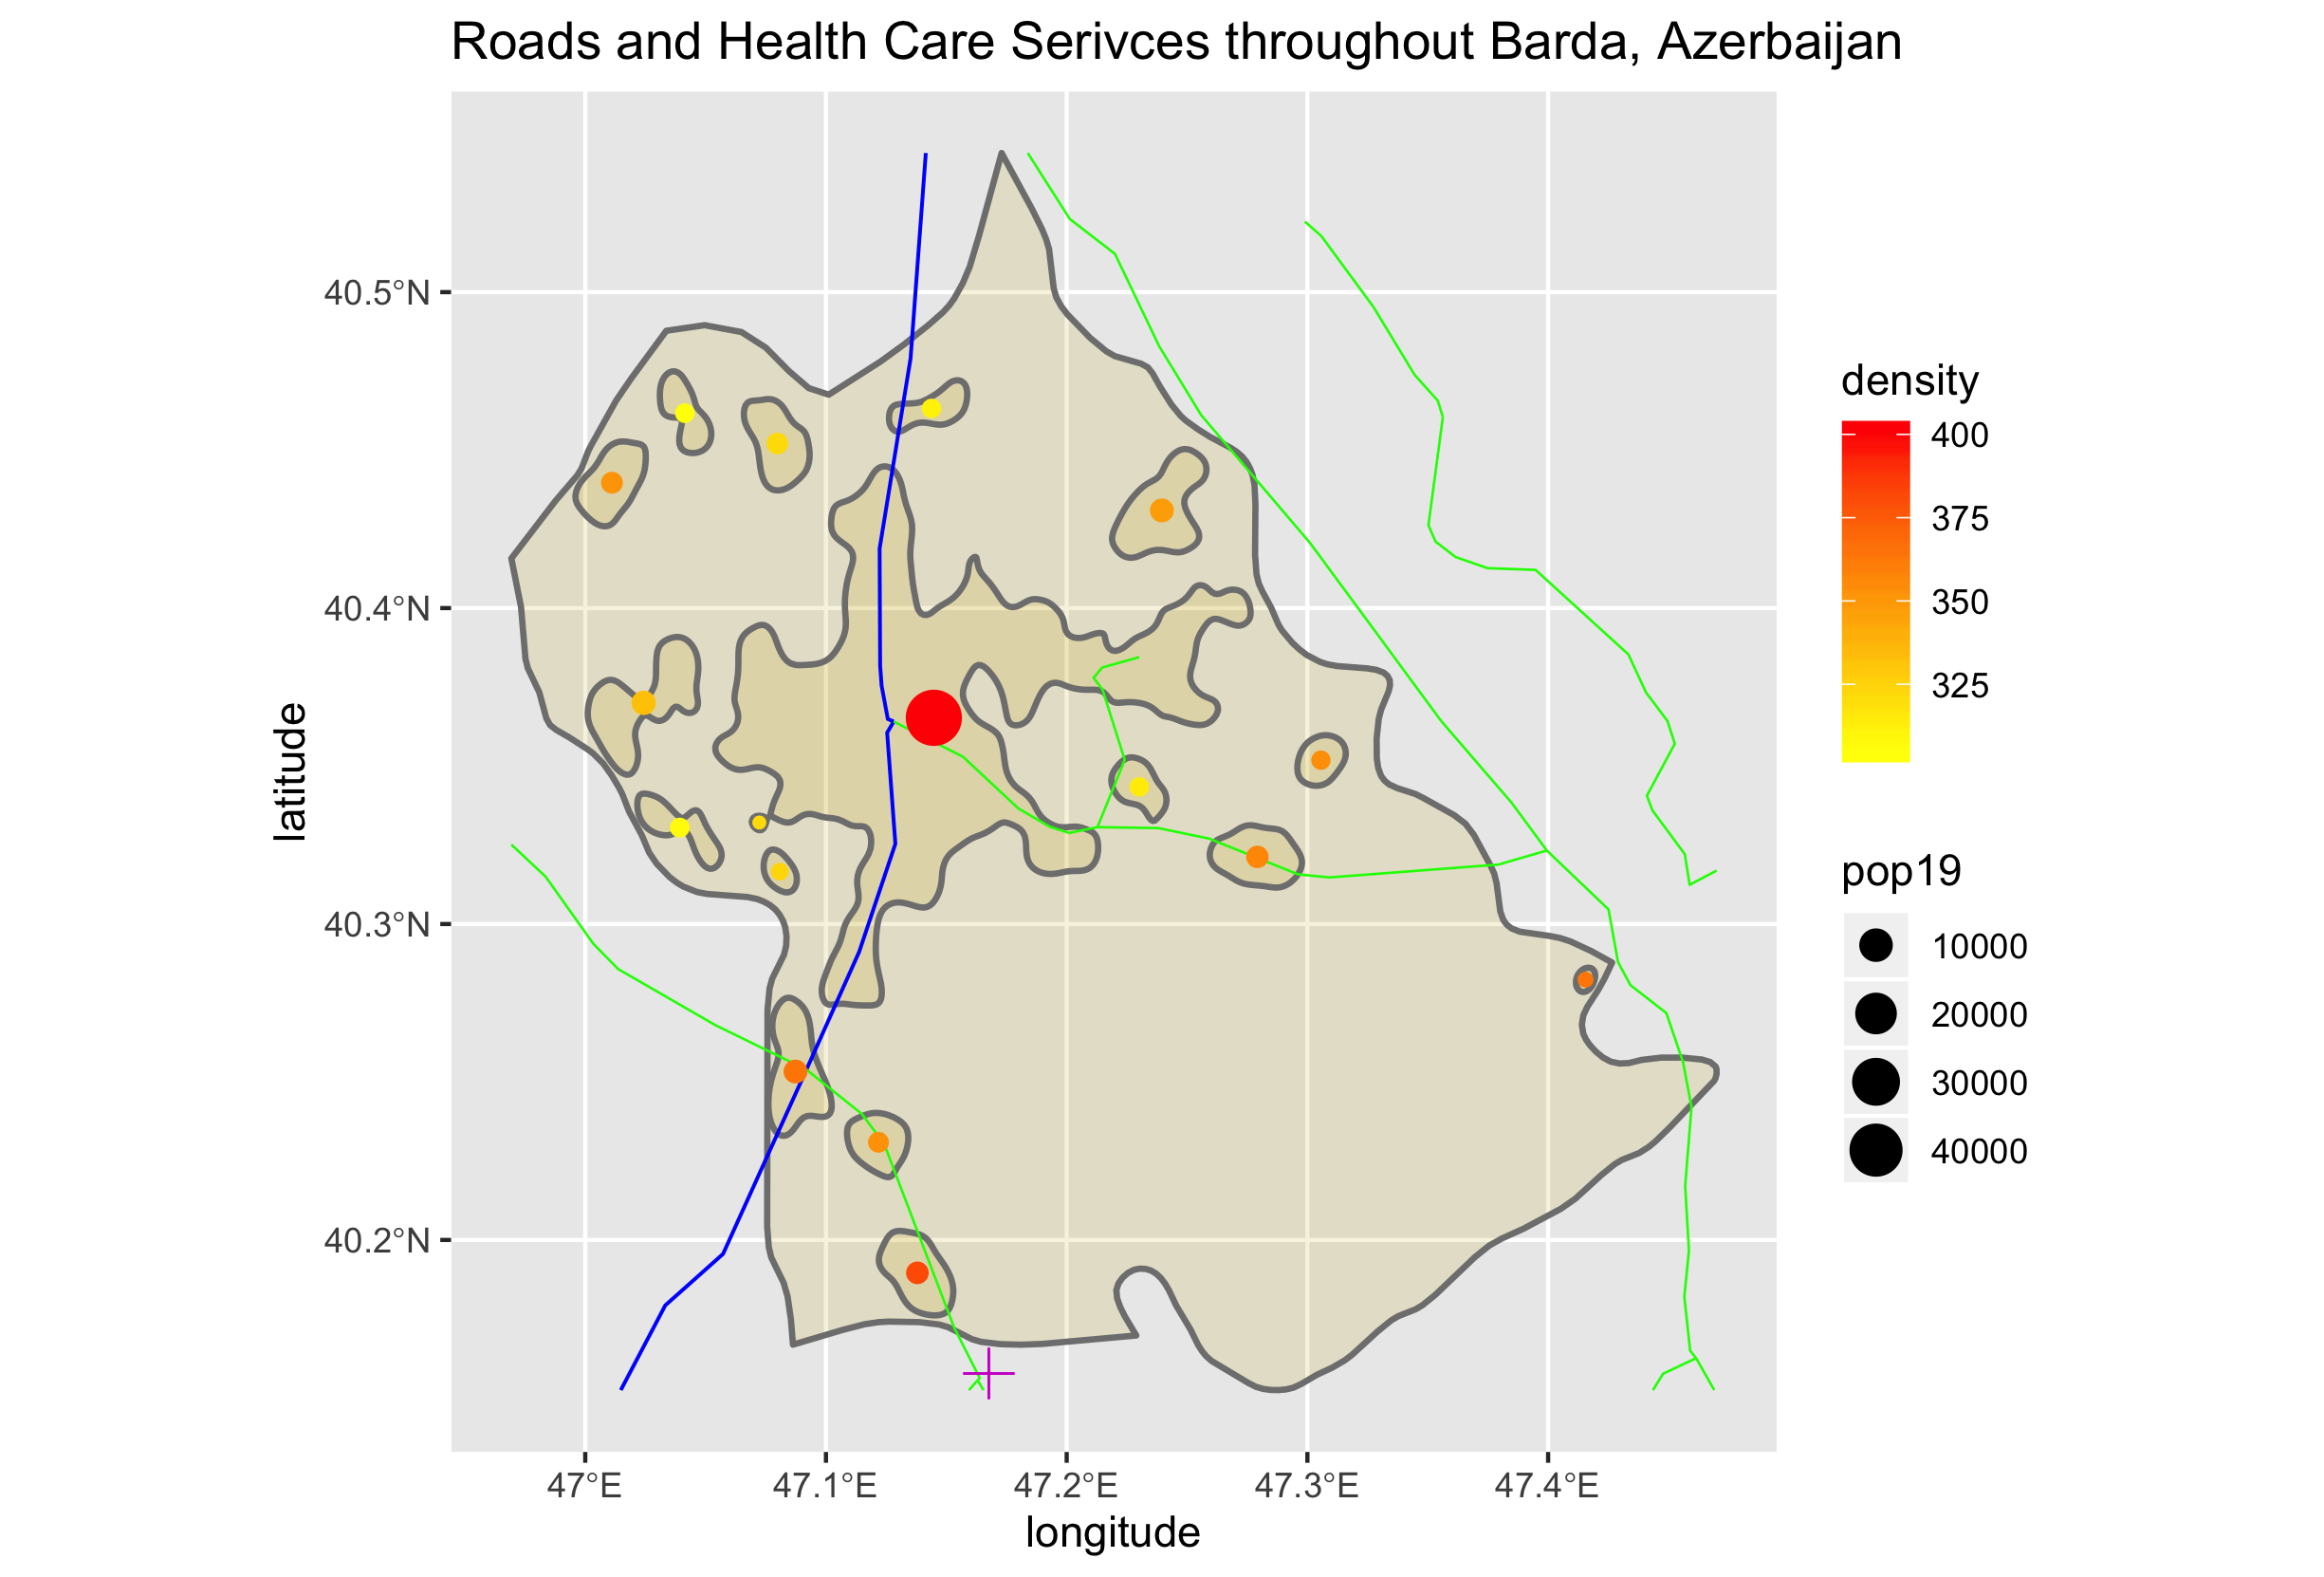 Roads and Health Care Serivces throughout Barda, Azerbaijan
40.5°N
40.4°N
40.3°N
40.2°N
latitude
47°E
47.1°E
47.2°E
47.3°E
47.4°E
longitude
density
400
375
350
325
pop19
10000
20000
30000
40000